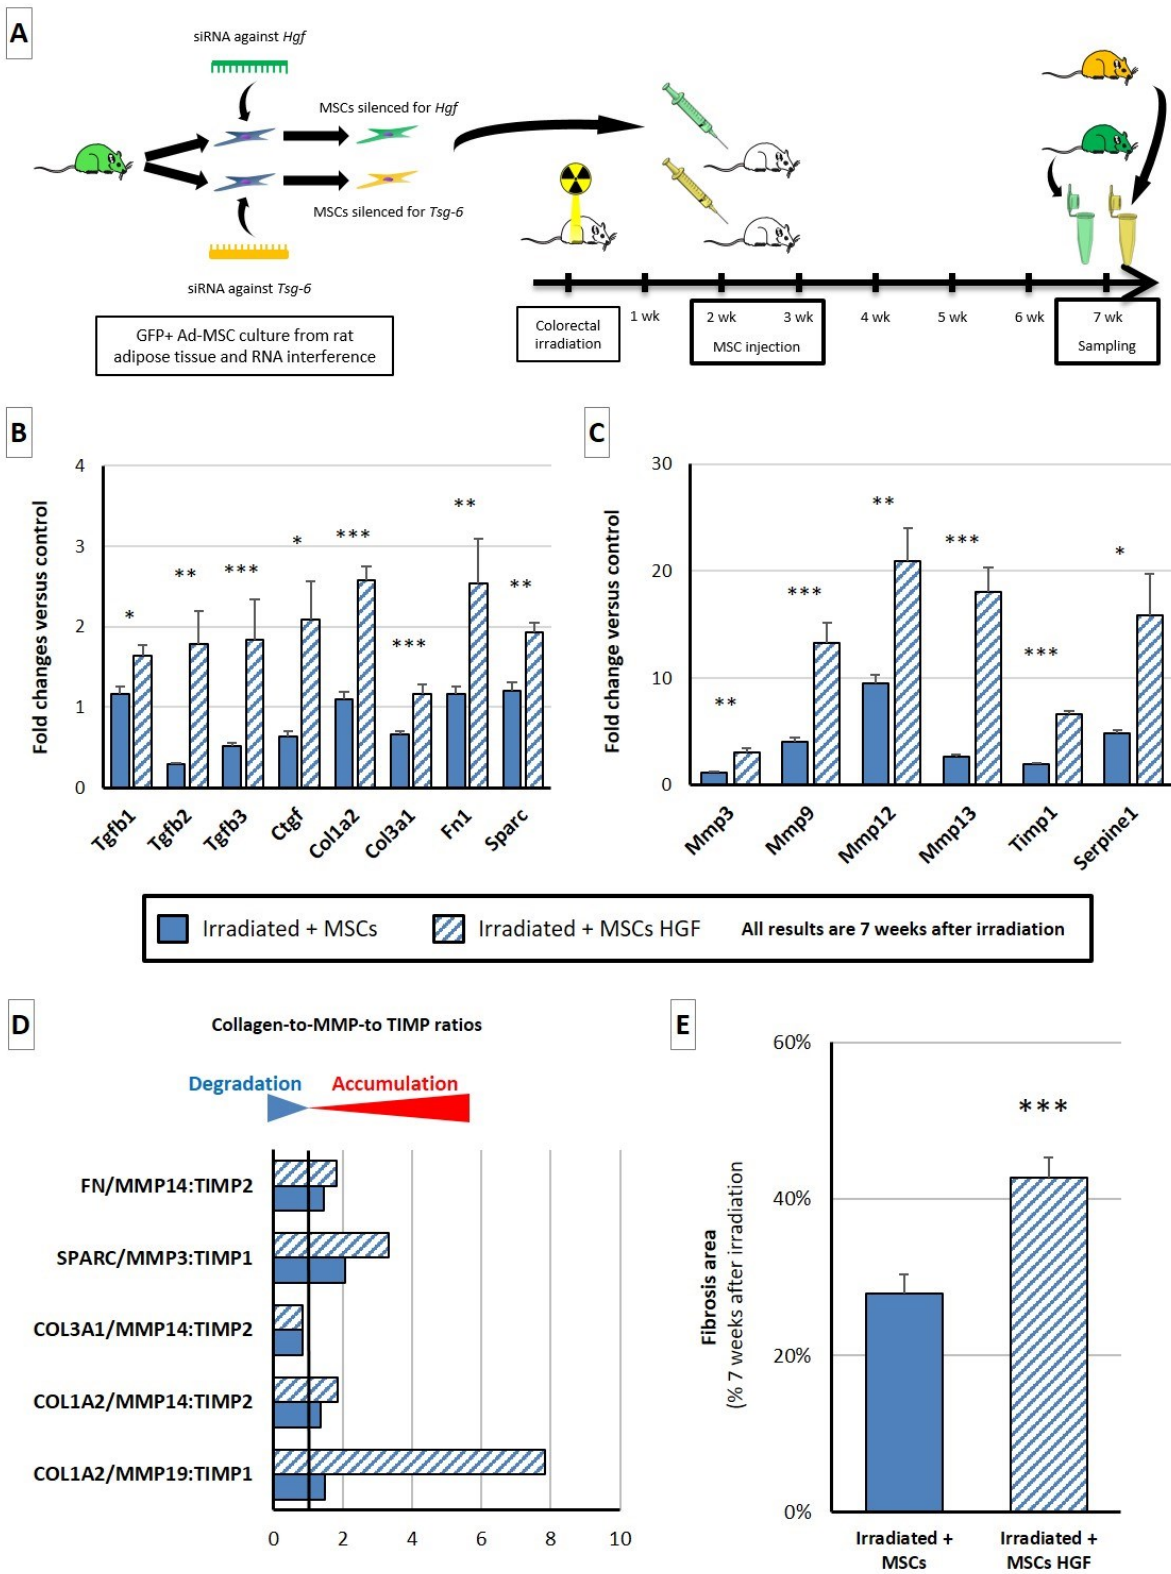 A
siRNA against Hgf
MSCs silenced for Hgf
MSCs silenced for Tsg-6
siRNA against Tsg-6
GFP+ Ad-MSC culture from rat
adipose tissue and RNA interference
Colorectal
irradiation
1 wk
2 wk
3 wk
MSC injection
4 wk
5 wk
6 wk
7 wk
Sampling
B
Fold changes versus control
4
3
2
1
0
*
**
***
*
***
***
**
**
Tgfb1
Tgfb2
Tgfb3
Ctgf
Col1a2
Col3a1
Fn1
Sparc
C
Fold change versus control
30
20
10
0
**
***
**
***
***
*
Mmp3
Mmp9
Mmp12
Mmp13
Timp1
Serpine1
Irradiated + MSCs
Irradiated + MSCs HGF
All results are 7 weeks after irradiation
D
Collagen-to-MMP-to TIMP ratios
Degradation
Accumulation
FN/MMP14:TIMP2
SPARC/MMP3:TIMP1
COL3A1/MMP14:TIMP2
COL1A2/MMP14:TIMP2
COL1A2/MMP19:TIMP1
0 2 4 6 8 10
E
Fibrosis area
(% 7 weeks after irradiation
60%
40%
20%
0%
***
Irradiated +
MSCs
Irradiated +
MSCs HGF